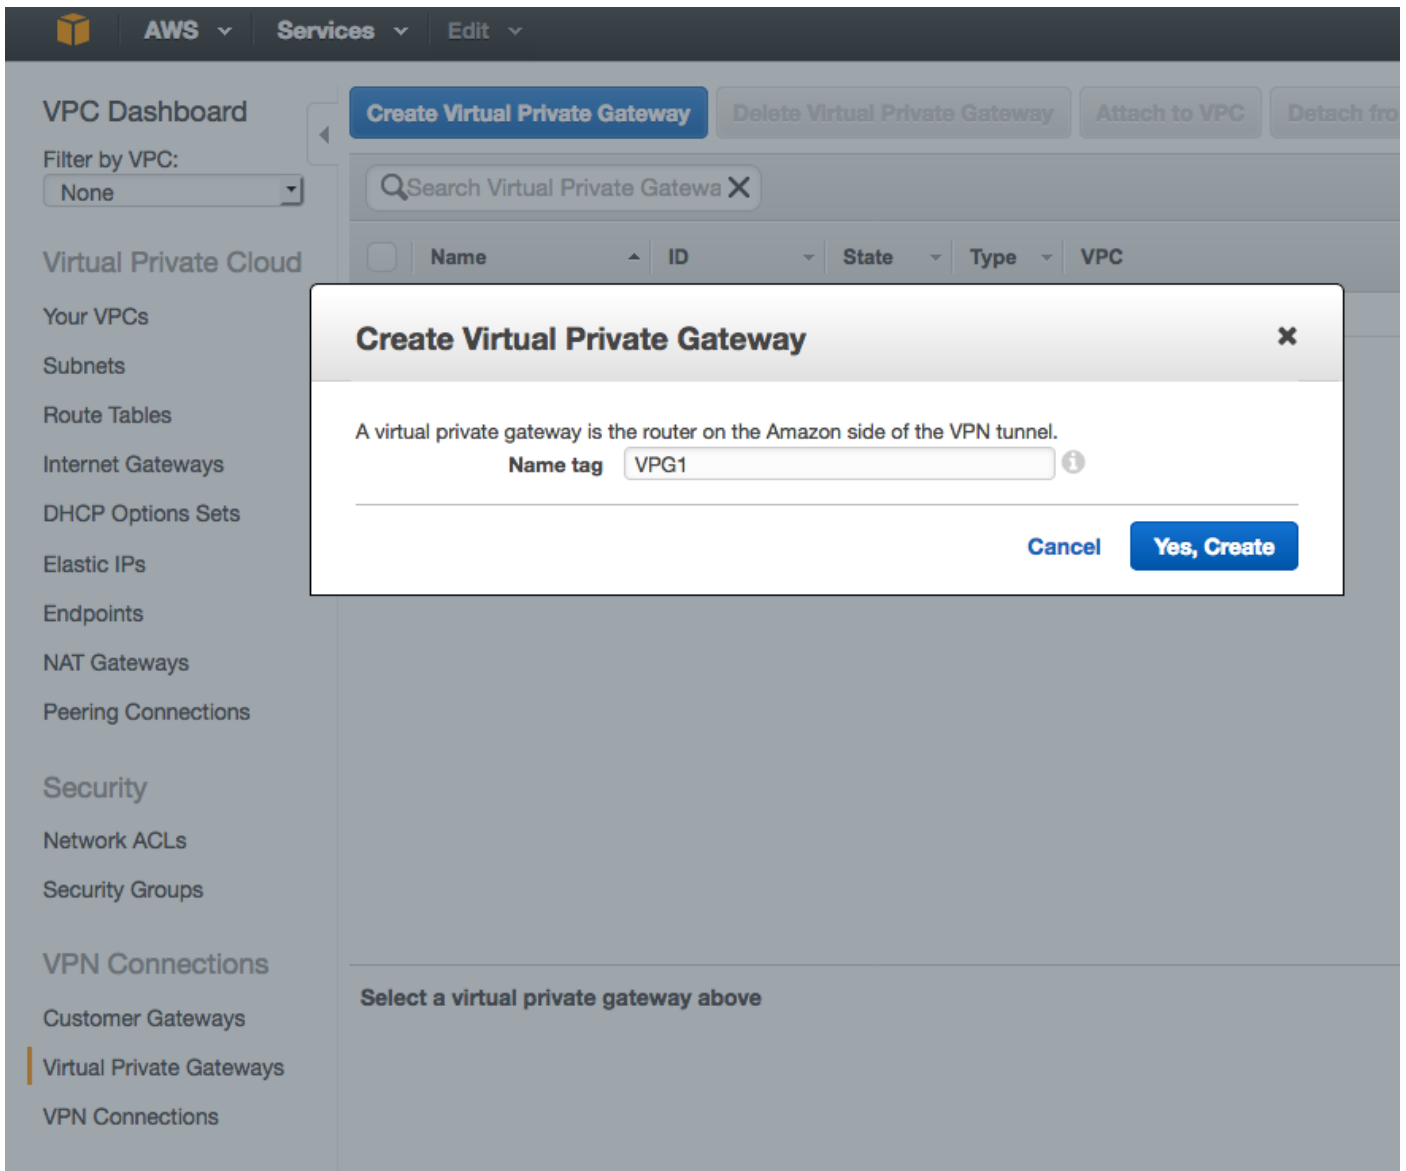 AWS Services Edit
VPC Dashboard
Filter by VPC:
None
Virtual Private Cloud
Your VPCs
Subnets
Route Tables
Internet Gateways
DHCP Options Sets
Elastic IPs
Endpoints
NAT Gateways
Peering Connections
Security
Network ACLs
Security Groups
VPN Connections
Customer Gateways
Virtual Private Gateways
VPN Connections
Create Virtual Private Gateway Delete Virtual Private Gateway Attach to VPC Detach fro
Search Virtual Private Gatewa
Name ID State Type VPC
Create Virtual Private Gateway
A virtual private gateway is the router on the Amazon side of the VPN tunnel.
Name tag VPG1
Cancel Yes, Create
Select a virtual private gateway above